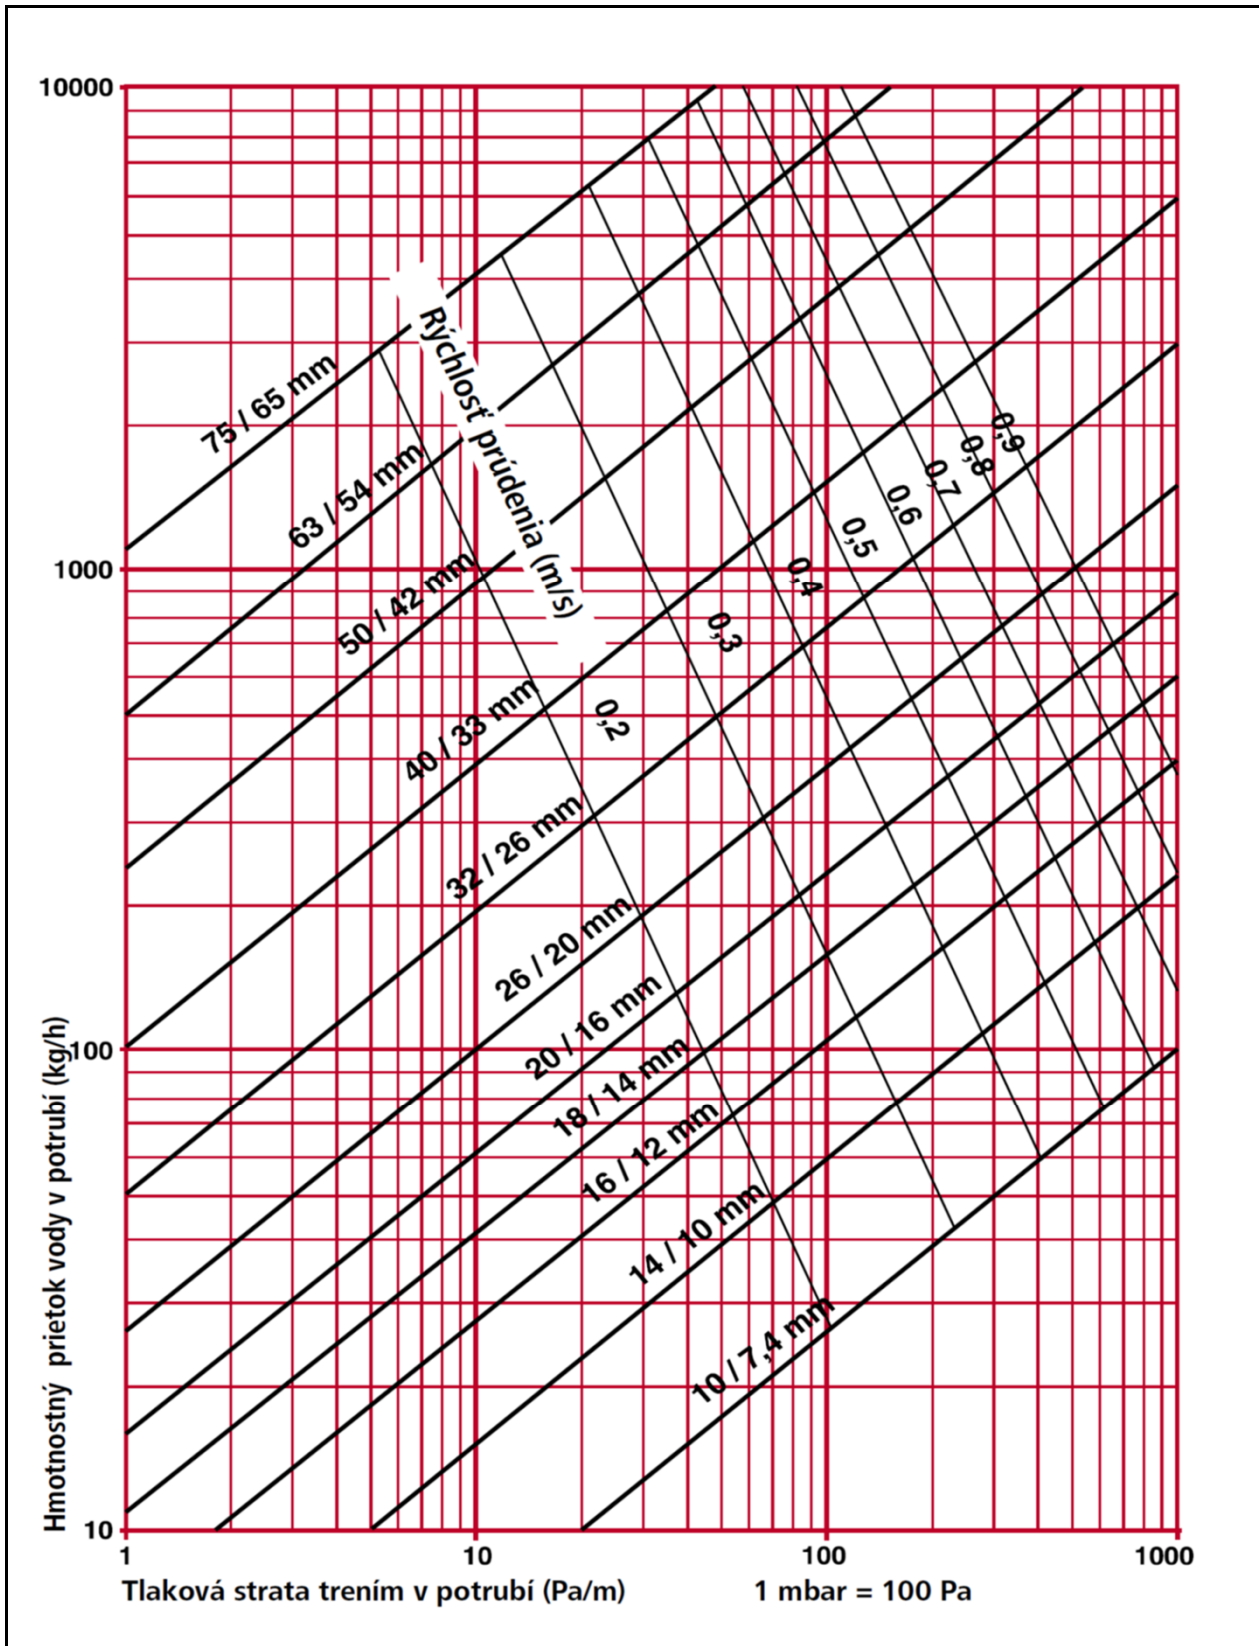 10000
1000
100
10
Hmotnostný prietok vody v potrubí (kg/h)
75 / 65 mm
63 / 54 mm
50 / 42 mm
40 / 33 mm
32 / 26 mm
26 / 20 mm
20 / 16 mm
18 / 14 mm
16 / 12 mm
14 / 10 mm
10 / 7,4 mm
Rýchlosť prúdenia (m/s)
0,2
0,3
0,4
0,5
0,6
0,7
0,8
0,9
1
10
100
1000
Tlaková strata trením v potrubí (Pa/m)
1 mbar = 100 Pa